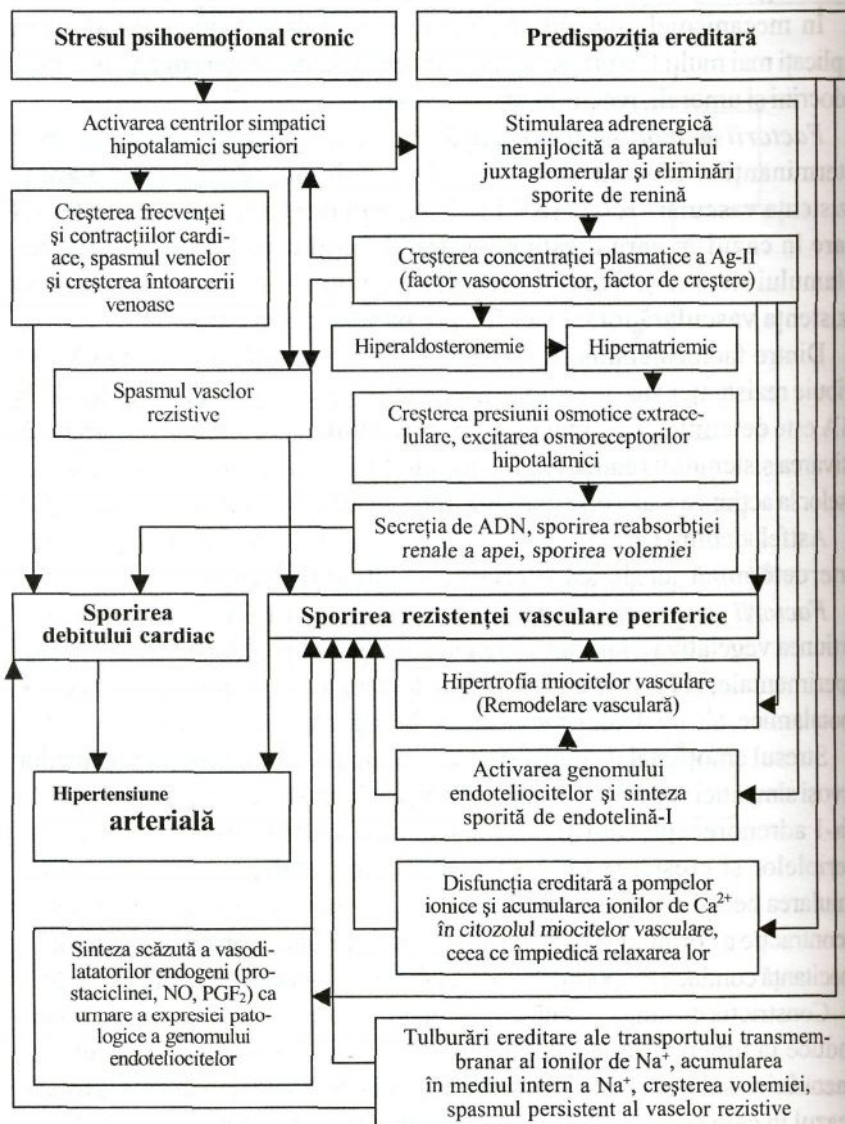 Stresul psihoemoțional cronic
Predispoziția ereditară
Activarea centrilor simpatici
hipotalamici superiori
Stimularea adrenergică
nemijlocită a aparatului
juxtaglomerular și eliminări
sporite de renină
Creșterea frecvenței
și contracțiilor cardi-
ace, spasmul venelor
și creșterea întoarcerii
venoase
Creșterea concentrației plasmatice a Ag-II
(factor vasoconstrictor, factor de creștere)
Hiperaldosteronemie
Hipernatriemie
Spasmul vaselor
rezistive
Creșterea presiunii osmotice extrace-
lulare, excitarea osmoreceptorilor
hipotalamici
Secreția de ADN, sporirea reabsorbției
renale a apei, sporirea volemiei
Sporirea
debitului cardiac
Sporirea rezistenței vasculare periferice
Hipertrofia miocitelor vasculare
(Remodelare vasculară)
Activarea genomului
endoteliocitelor și sinteza
sporită de endotelină-I
Hipertensiune
arterială
Disfuncția ereditară a pompelor
ionice și acumularea ionilor de Ca²⁺
în citozolul miocitelor vasculare,
ceea ce împiedică relaxarea lor
Sinteza scăzută a vasodi-
latatorilor endogeni (pro-
staciclinei, NO, PGF₂) ca
urmare a expresiei pato-
logice a genomului
endoteliocitelor
Tulburări ereditare ale transportului transmem-
branar al ionilor de Na⁺, acumularea
în mediul intern a Na⁺, creșterea volemiei,
spasmul persistent al vaselor rezistive